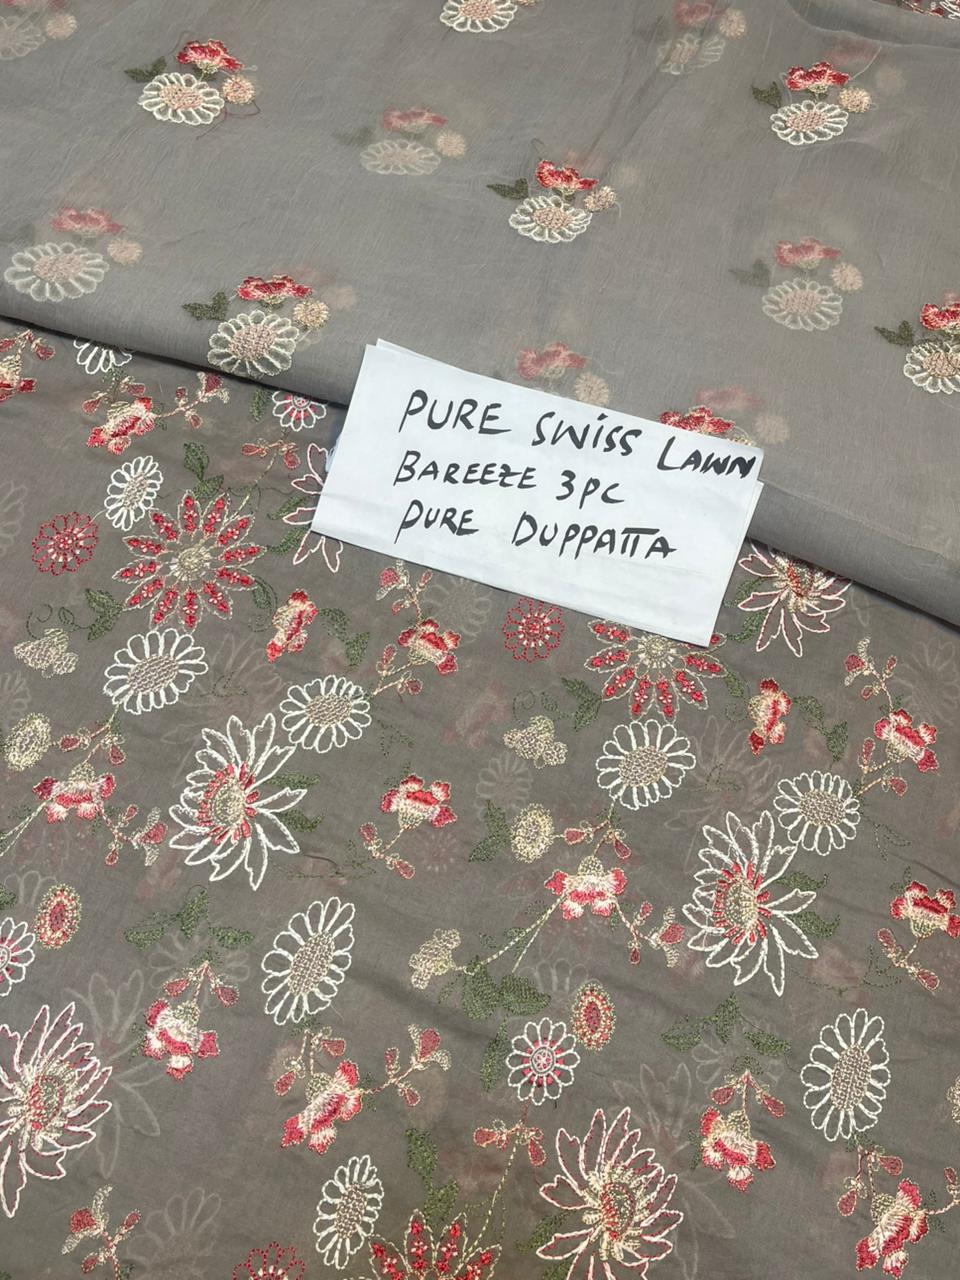 PURE SWISS LAWN
BAREEZE 3PC
PURE DUPPATTA